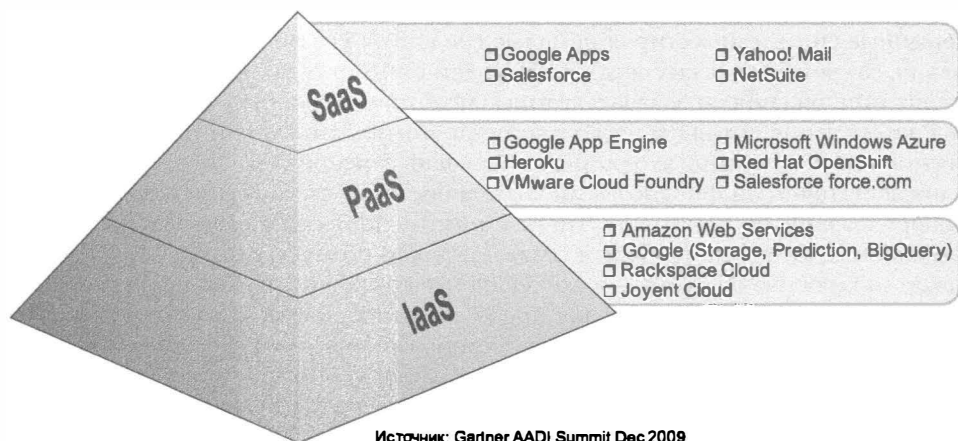 SaaS
❒ Google Apps
❒ Salesforce
❒ Yahoo! Mail
❒ NetSuite
PaaS
❒ Google App Engine
❒ Heroku
❒ VMware Cloud Foundry
❒ Microsoft Windows Azure
❒ Red Hat OpenShift
❒ Salesforce force.com
IaaS
❒ Amazon Web Services
❒ Google (Storage, Prediction, BigQuery)
❒ Rackspace Cloud
❒ Joyent Cloud
Источник: Gartner AADI Summit Dec 2009